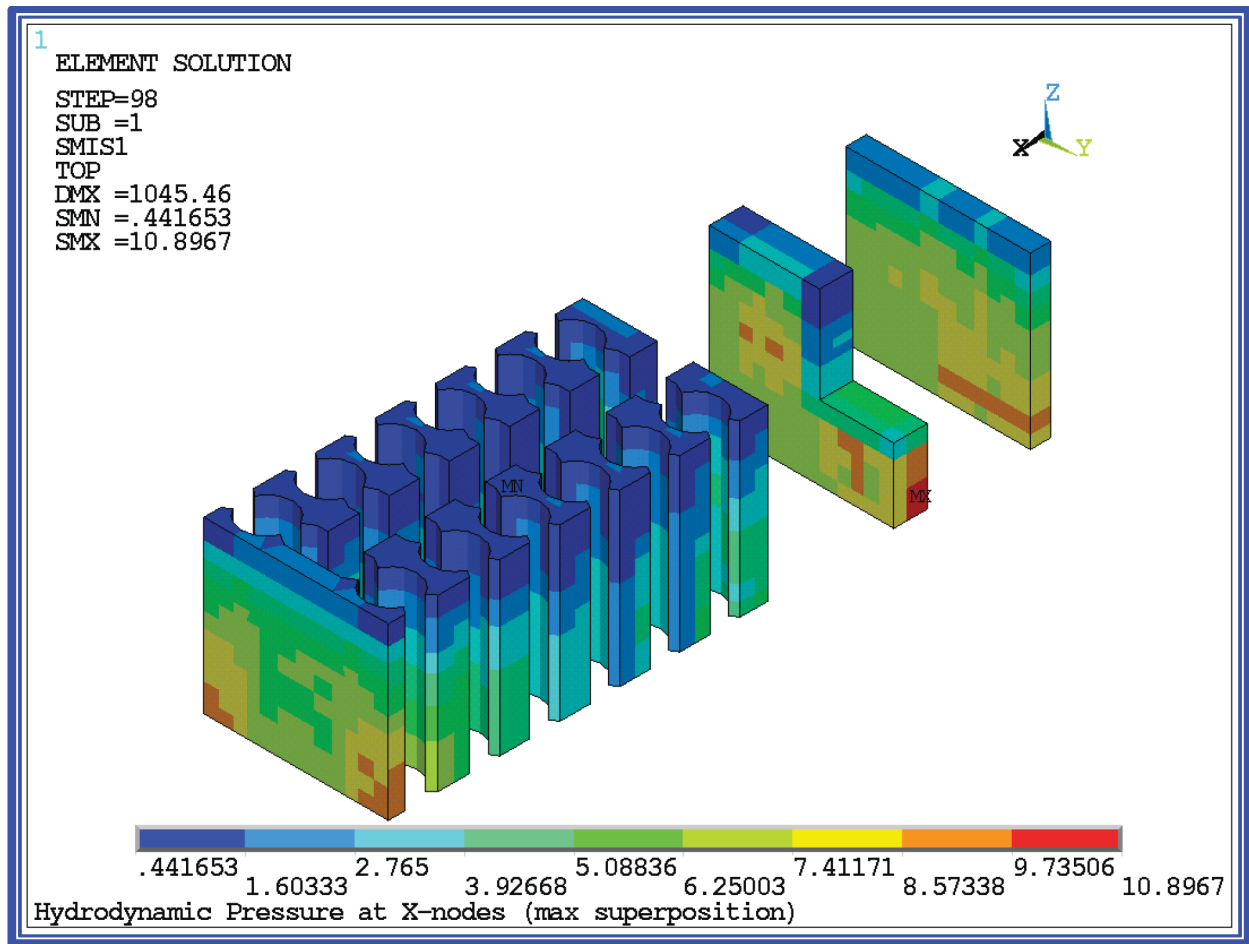 1
ELEMENT SOLUTION
STEP=98
SUB =1
SMIS1
TOP
DMX =1045.46
SMN =.441653
SMX =10.8967
Z
X
Y
MN
MX
.441653
1.60333
2.765
3.92668
5.08836
6.25003
7.41171
8.57338
9.73506
10.8967
Hydrodynamic Pressure at X-nodes (max superposition)